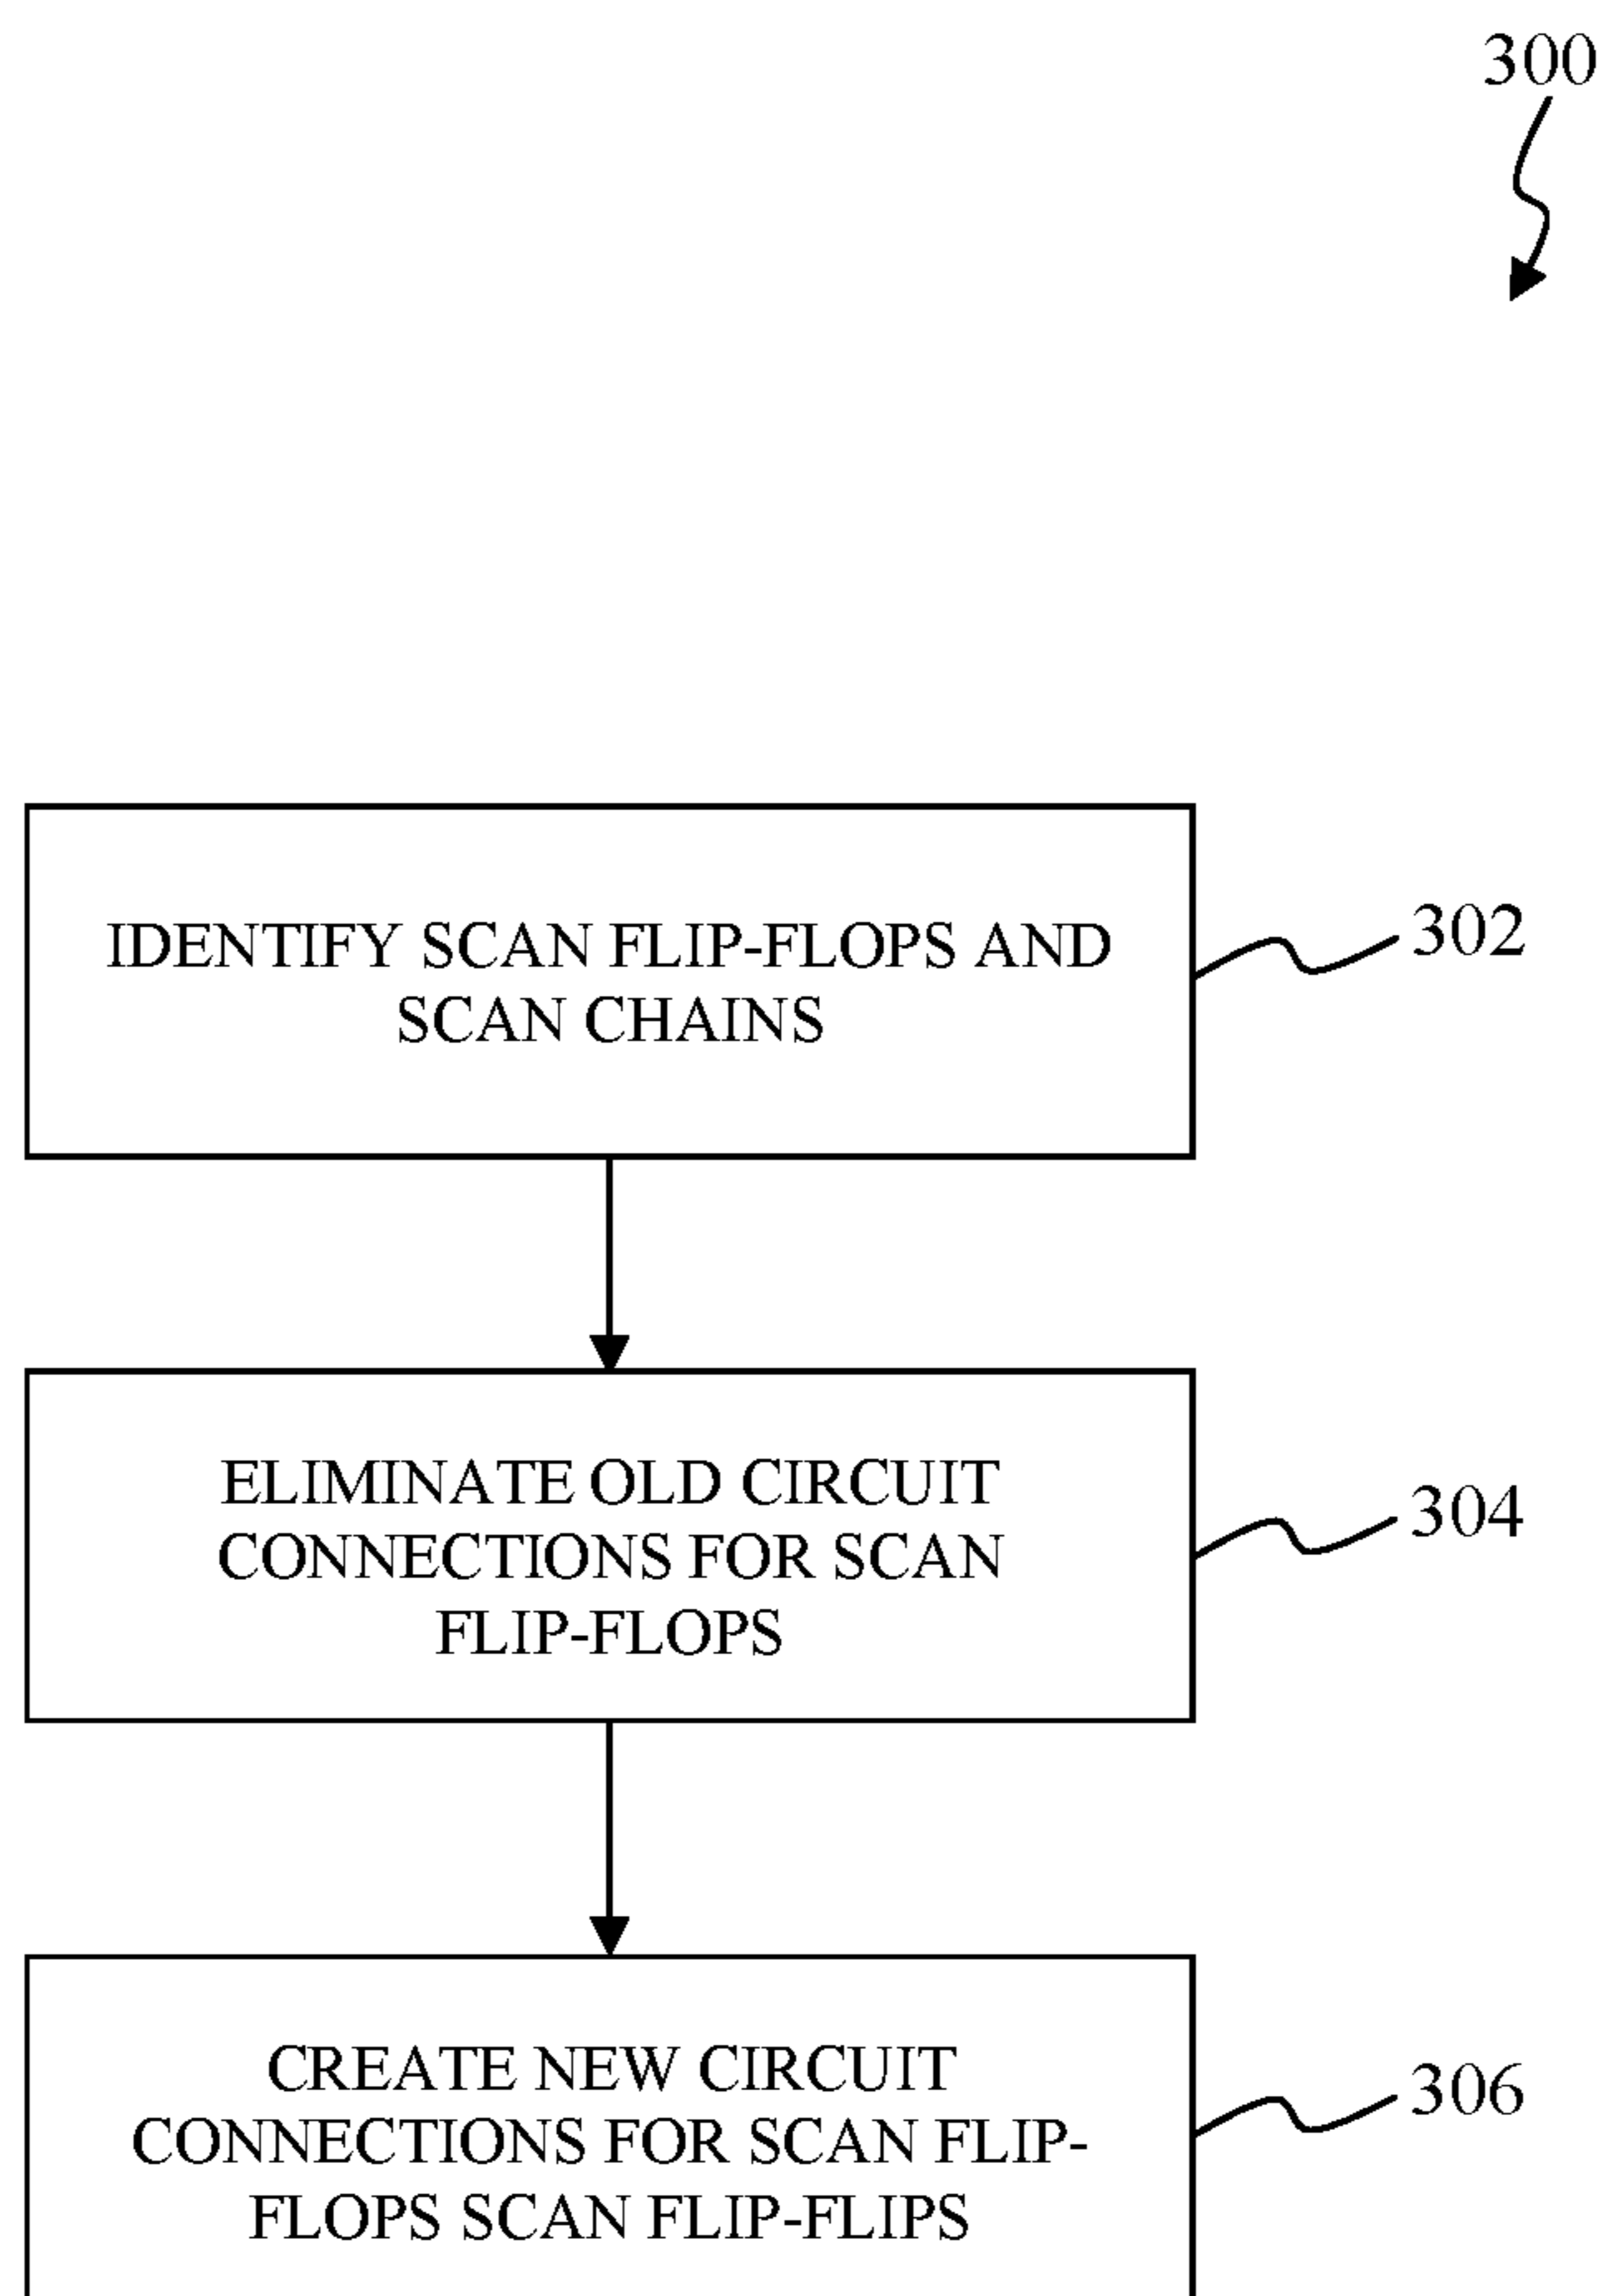 300
IDENTIFY SCAN FLIP-FLOPS AND
SCAN CHAINS
302
ELIMINATE OLD CIRCUIT
CONNECTIONS FOR SCAN
FLIP-FLOPS
304
CREATE NEW CIRCUIT
CONNECTIONS FOR SCAN FLIP-
FLOPS SCAN FLIP-FLIPS
306